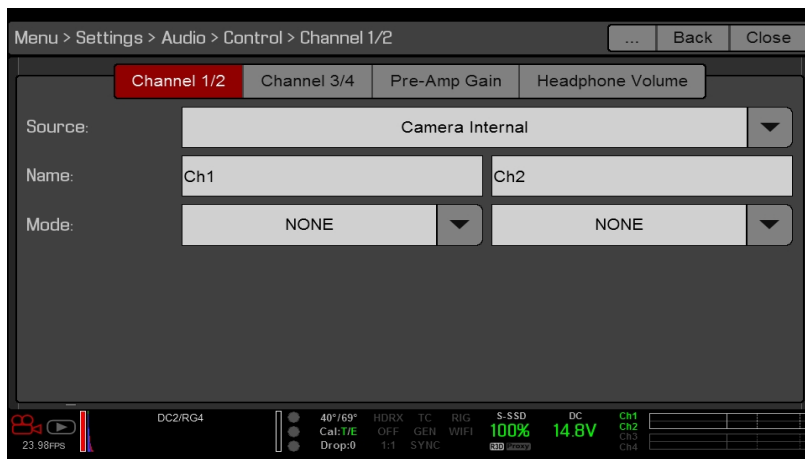 Menu > Settings > Audio > Control > Channel 1/2 ... Back Close
Channel 1/2 Channel 3/4 Pre-Amp Gain Headphone Volume
Source: Camera Internal
Name: Ch1 Ch2
Mode: NONE NONE
DC2/RG4 40°/69° HDRX TC RIG S-SSD DC Ch1
Cal:T/E OFF GEN WIFI 100% 14.8V Ch2
23.98FPS Drop:0 1:1 SYNC R3D Proxy Ch3
Ch4